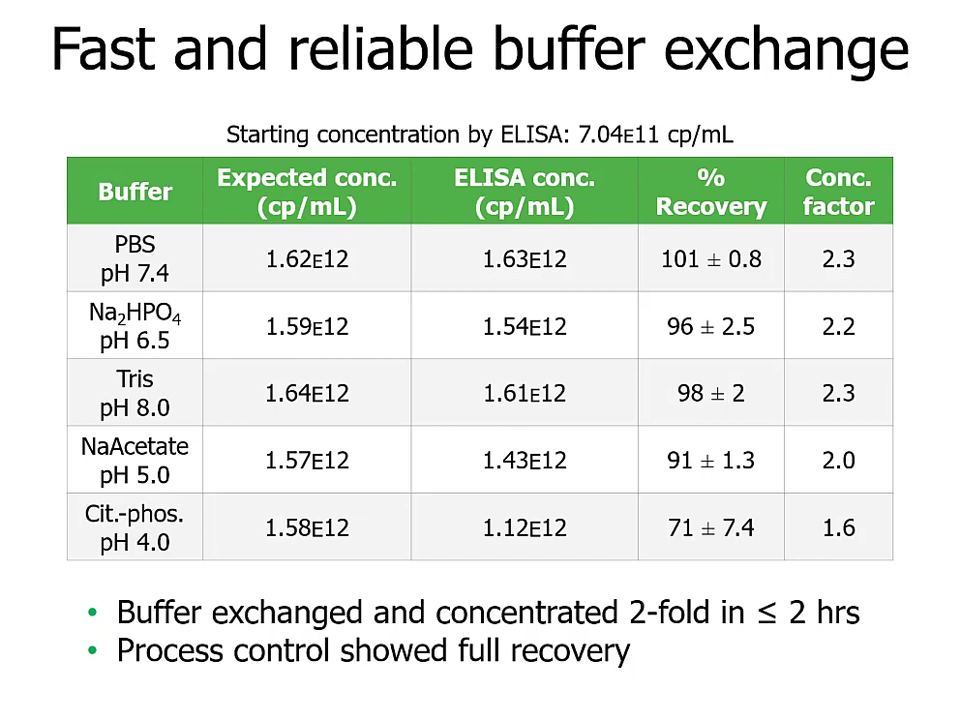 Fast and reliable buffer exchange
Starting concentration by ELISA: 7.04E11 cp/mL
Buffer Expected conc. (cp/mL) ELISA conc. (cp/mL) % Recovery Conc. factor
PBS pH 7.4 1.62E12 1.63E12 101 ± 0.8 2.3
Na₂HPO₄ pH 6.5 1.59E12 1.54E12 96 ± 2.5 2.2
Tris pH 8.0 1.64E12 1.61E12 98 ± 2 2.3
NaAcetate pH 5.0 1.57E12 1.43E12 91 ± 1.3 2.0
Cit.-phos. pH 4.0 1.58E12 1.12E12 71 ± 7.4 1.6
• Buffer exchanged and concentrated 2-fold in ≤ 2 hrs
• Process control showed full recovery